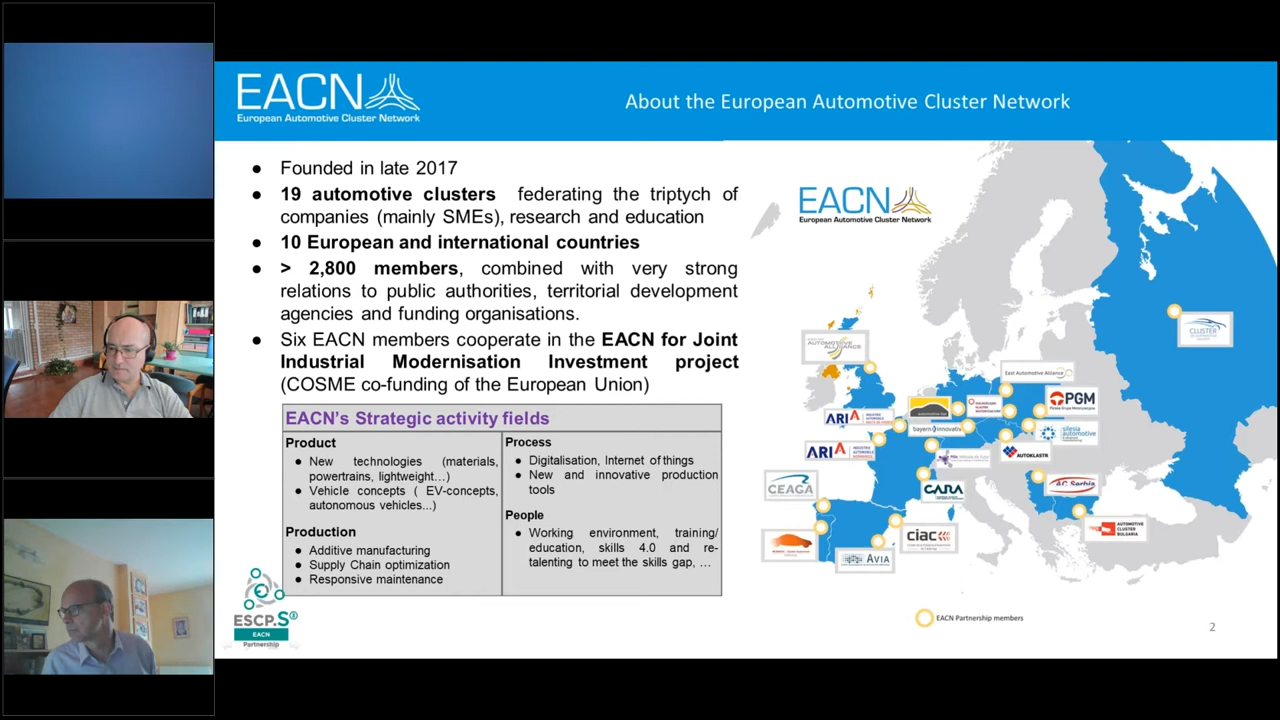 EACN
European Automotive Cluster Network
About the European Automotive Cluster Network
● Founded in late 2017
● 19 automotive clusters federating the triptych of
companies (mainly SMEs), research and education
● 10 European and international countries
● > 2,800 members, combined with very strong
relations to public authorities, territorial development
agencies and funding organisations.
● Six EACN members cooperate in the EACN for Joint
Industrial Modernisation Investment project
(COSME co-funding of the European Union)
EACN's Strategic activity fields
Product
● New technologies (materials,
powertrains, lightweight…)
● Vehicle concepts ( EV-concepts,
autonomous vehicles...)
Production
● Additive manufacturing
● Supply Chain optimization
● Responsive maintenance
Process
● Digitalisation, Internet of things
● New and innovative production
tools
People
● Working environment, training/
education, skills 4.0 and re-
talenting to meet the skills gap, …
ESCP.S
EACN
Partnership
EACN
European Automotive Cluster Network
CLUSTER
AUTOMOTIVE
ALLIANCE
East Automotive Alliance
PGM
ARIA
bayern innovativ
silesia
automotive
ARIA
AUTOKLASTR
CEAGA
CARA
AC Serbia
ciac
AVIA
AUTOMOTIVE
CLUSTER
BULGARIA
EACN Partnership members
2